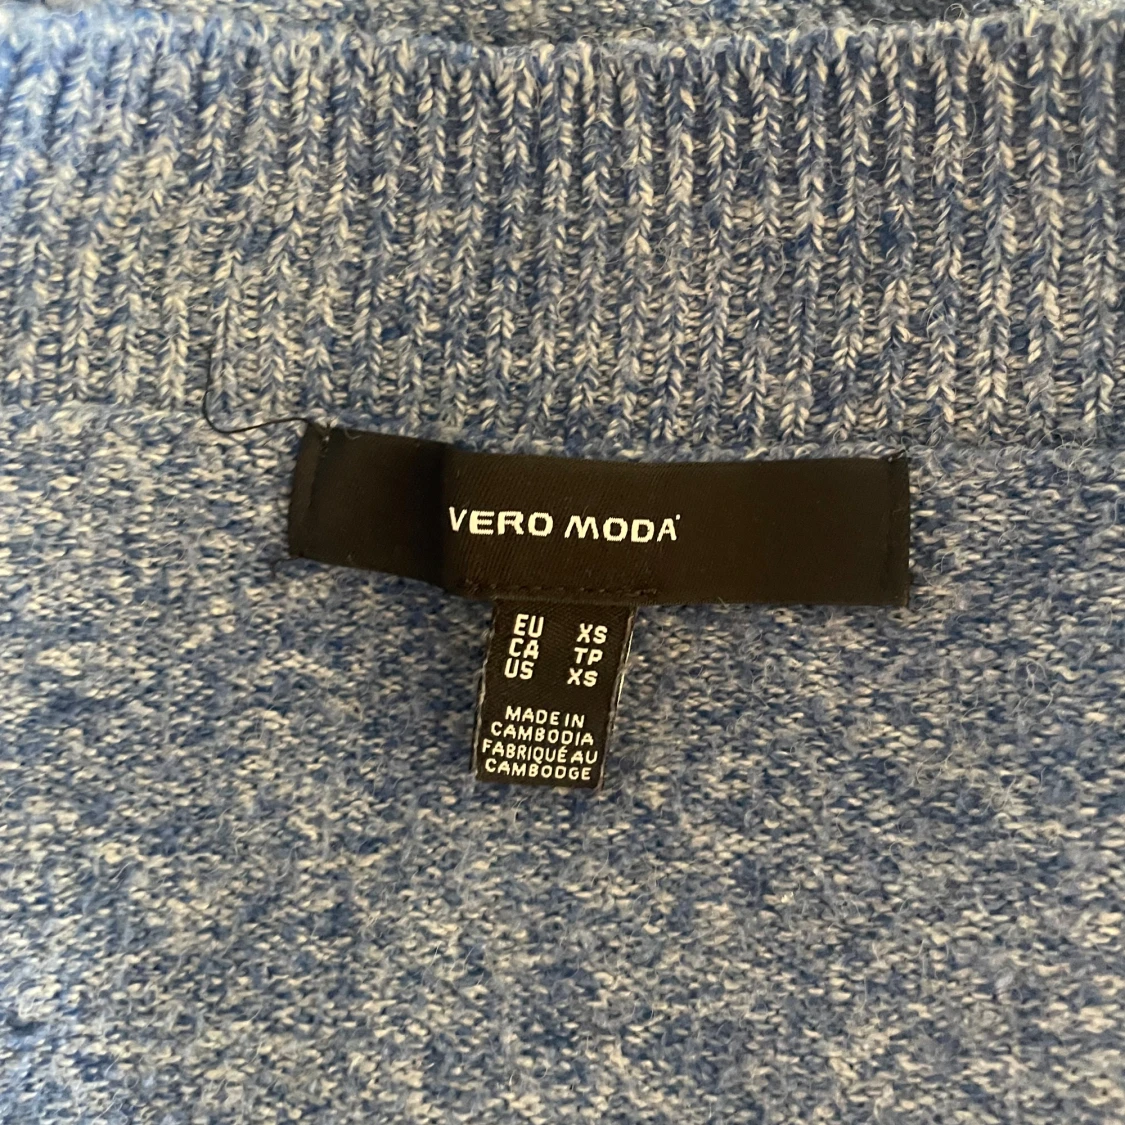 VERO MODA
EU XS
CA TP
US XS
MADE IN
CAMBODIA
FABRIQUÉ AU
CAMBODGE